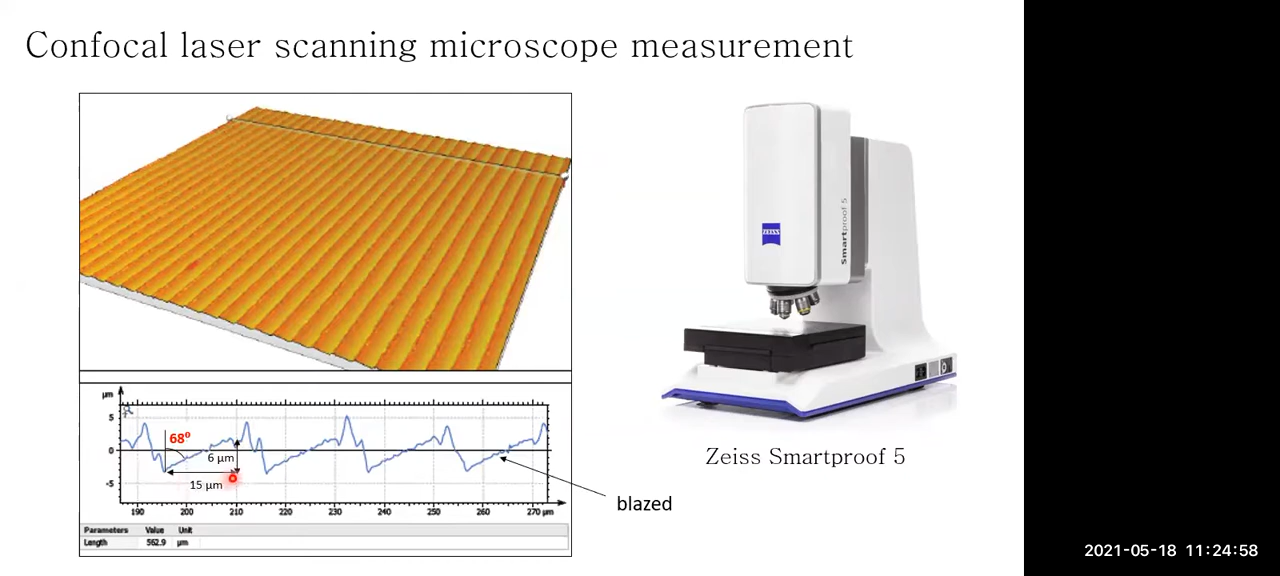 Confocal laser scanning microscope measurement
ZEISS
Smartproof 5
µm
5
0
-5
68⁰
6 µm
15 µm
190 200 210 220 230 240 250 260 270 µm
blazed
Parameters Value Unit
Length 562.9 µm
Zeiss Smartproof 5
2021-05-18 11:24:58